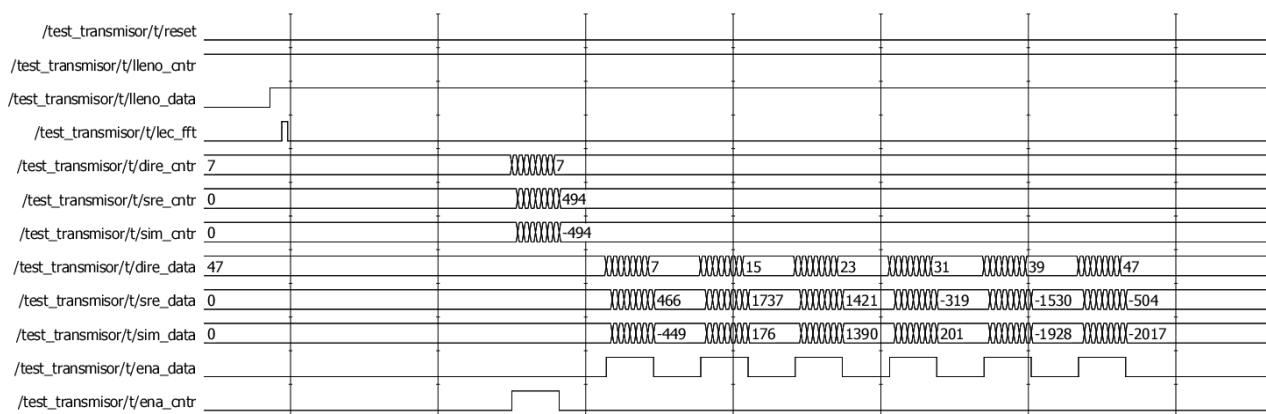 /test_transmisor/t/reset
/test_transmisor/t/lleno_cntr
/test_transmisor/t/lleno_data
/test_transmisor/t/lec_fft
/test_transmisor/t/dire_cntr 7 7
/test_transmisor/t/sre_cntr 0 494
/test_transmisor/t/sim_cntr 0 -494
/test_transmisor/t/dire_data 47 7 15 23 31 39 47
/test_transmisor/t/sre_data 0 466 1737 1421 -319 -1530 -504
/test_transmisor/t/sim_data 0 -449 176 1390 201 -1928 -2017
/test_transmisor/t/ena_data
/test_transmisor/t/ena_cntr